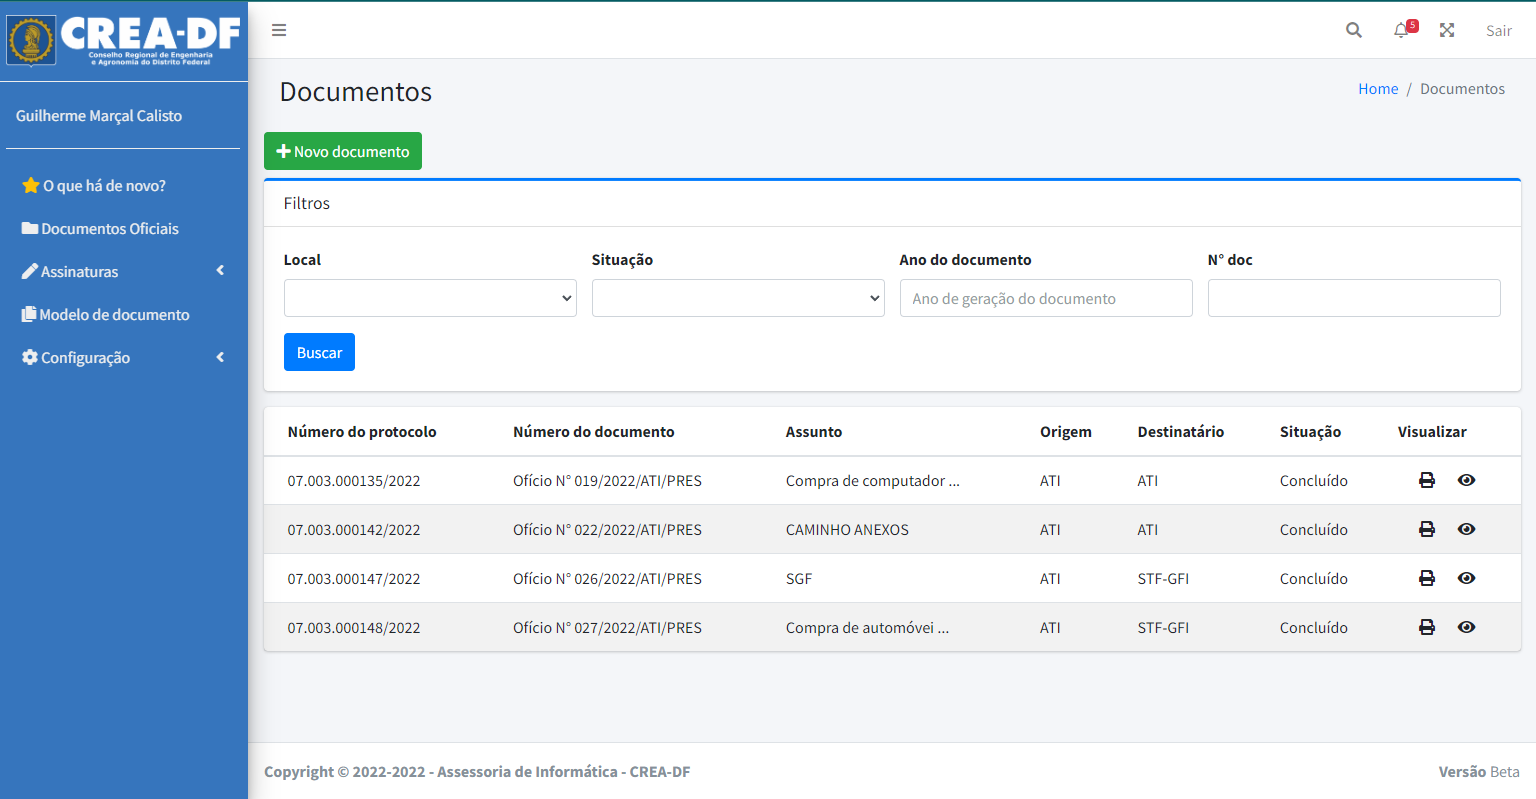 CREA-DF
Conselho Regional de Engenharia
e Agronomia do Distrito Federal
5
Sair
Guilherme Marçal Calisto
O que há de novo?
Documentos Oficiais
Assinaturas
Modelo de documento
Configuração
Documentos
Home / Documentos
Novo documento
Filtros
Local Situação Ano do documento N° doc
Ano de geração do documento
Buscar
Número do protocolo Número do documento Assunto Origem Destinatário Situação Visualizar
07.003.000135/2022 Ofício N° 019/2022/ATI/PRES Compra de computador ... ATI ATI Concluído
07.003.000142/2022 Ofício N° 022/2022/ATI/PRES CAMINHO ANEXOS ATI ATI Concluído
07.003.000147/2022 Ofício N° 026/2022/ATI/PRES SGF ATI STF-GFI Concluído
07.003.000148/2022 Ofício N° 027/2022/ATI/PRES Compra de automóvei ... ATI STF-GFI Concluído
Copyright © 2022-2022 - Assessoria de Informática - CREA-DF
Versão Beta